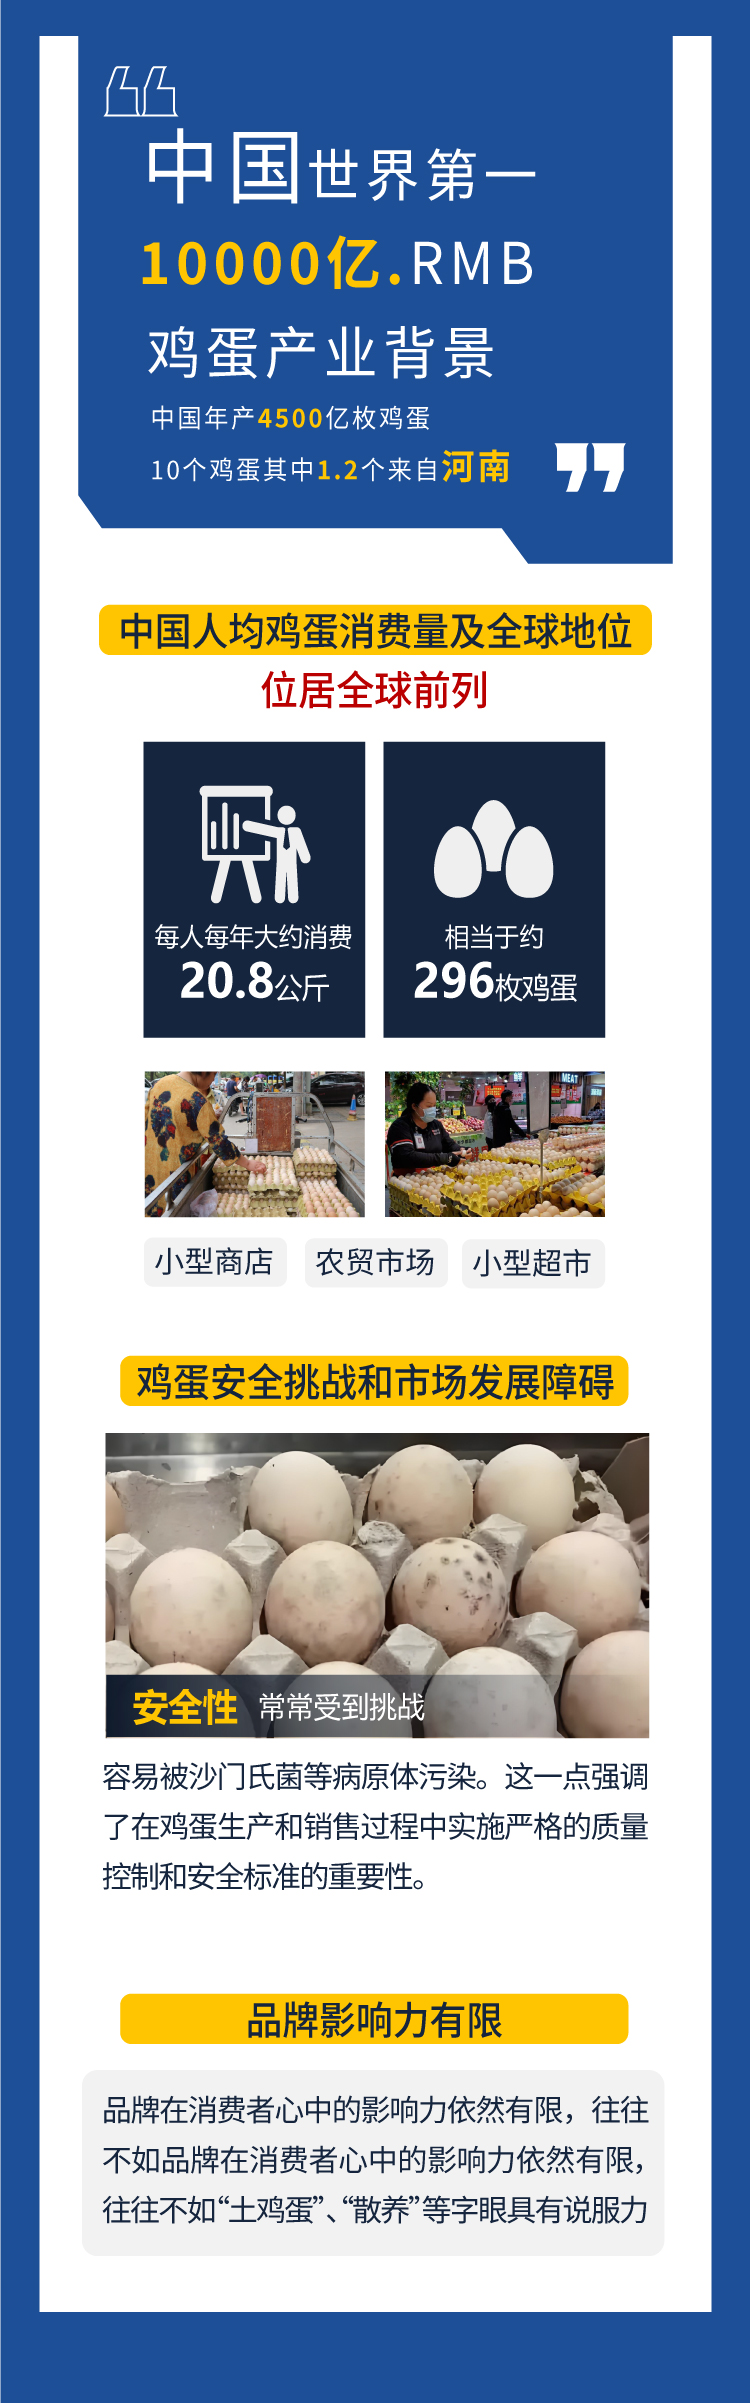 中国世界第一
10000亿.RMB
鸡蛋产业背景
中国年产4500亿枚鸡蛋
10个鸡蛋其中1.2个来自河南
中国人均鸡蛋消费量及全球地位
位居全球前列
每人每年大约消费
20.8公斤
相当于约
296枚鸡蛋
鲜
MEAT
小型商店
农贸市场
小型超市
鸡蛋安全挑战和市场发展障碍
安全性 常常受到挑战
容易被沙门氏菌等病原体污染。这一点强调
了在鸡蛋生产和销售过程中实施严格的质量
控制和安全标准的重要性。
品牌影响力有限
品牌在消费者心中的影响力依然有限，往往
不如品牌在消费者心中的影响力依然有限，
往往不如“土鸡蛋”、“散养”等字眼具有说服力